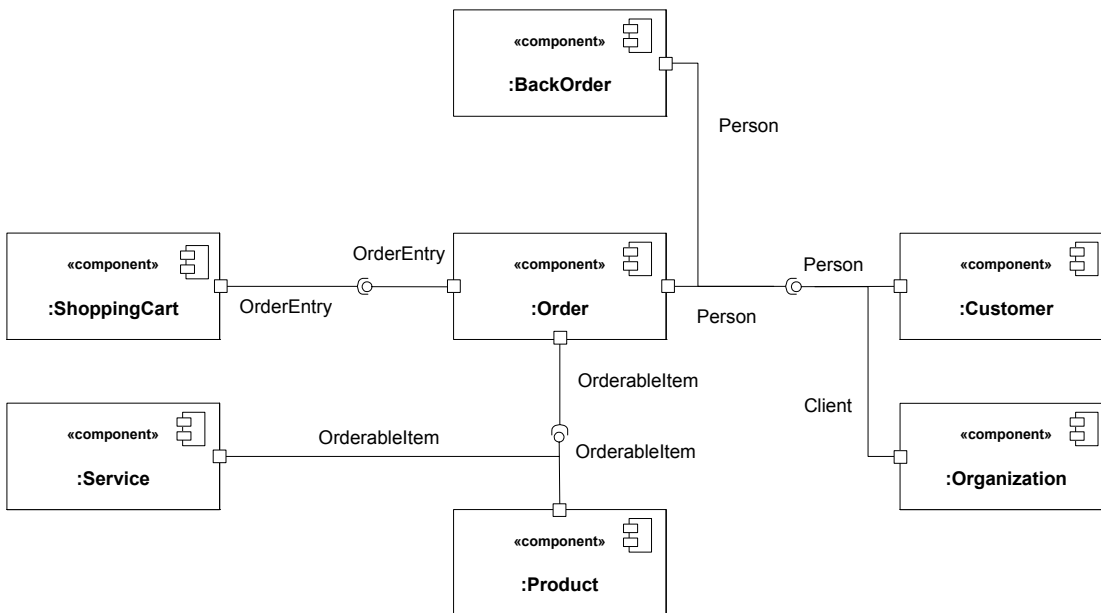 «component»
:BackOrder
Person
«component»
:ShoppingCart
OrderEntry
OrderEntry
«component»
:Order
Person
Person
«component»
:Customer
OrderableItem
Client
«component»
:Service
OrderableItem
OrderableItem
«component»
:Organization
«component»
:Product